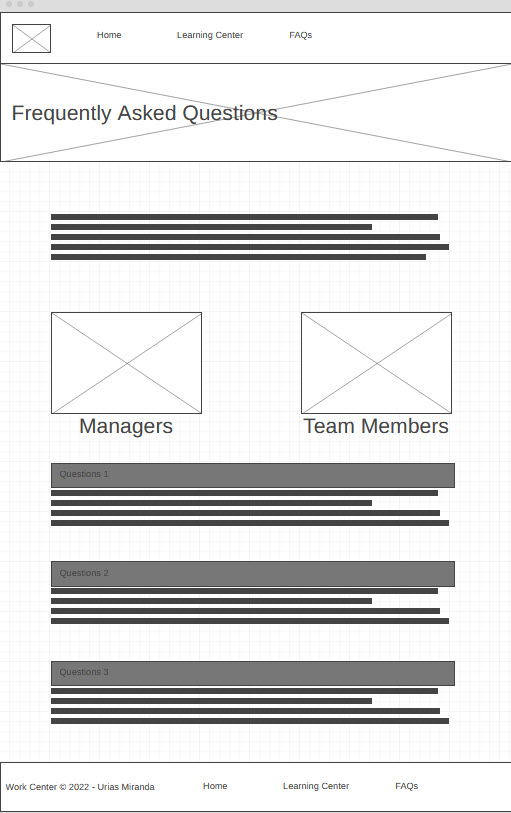 Home Learning Center FAQs
Frequently Asked Questions
Managers Team Members
Questions 1
Questions 2
Questions 3
Work Center © 2022 - Urias Miranda Home Learning Center FAQs